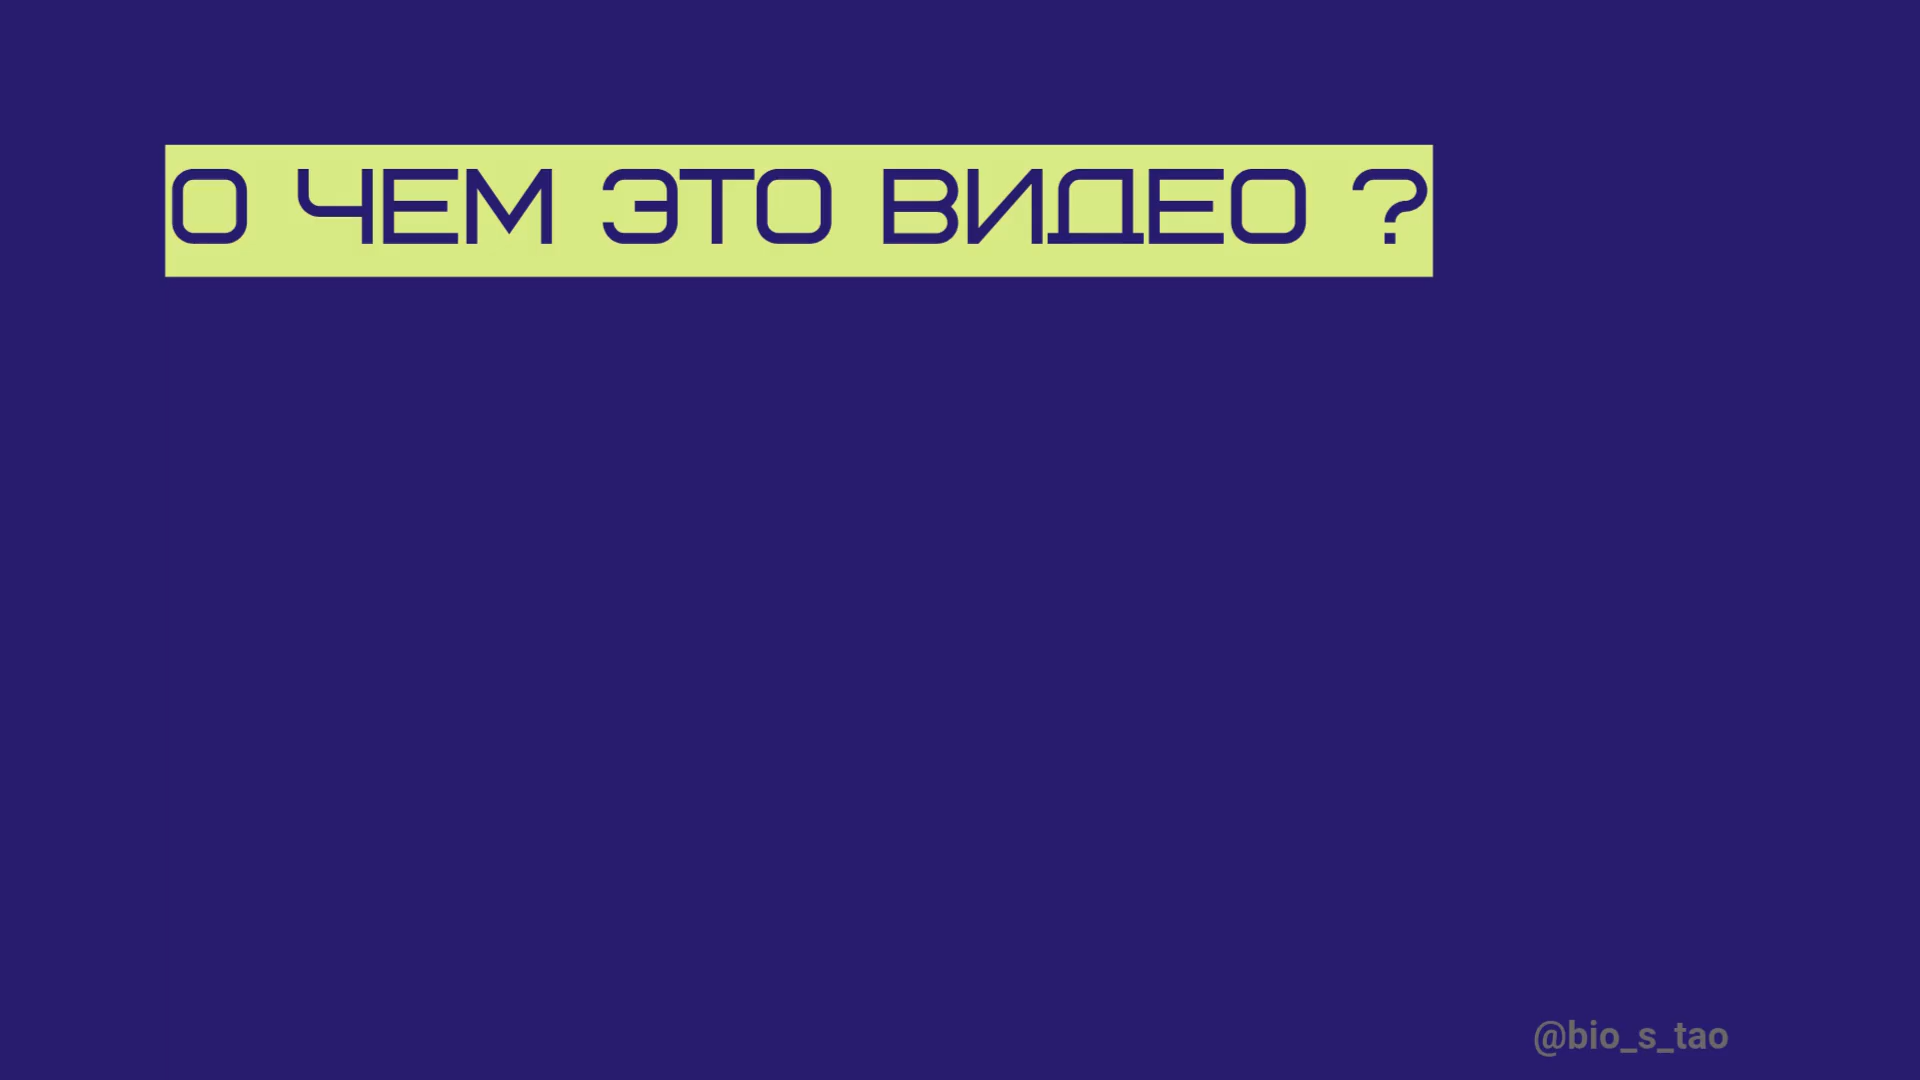 О ЧЕМ ЭТО ВИДЕО ?
@bio_s_tao